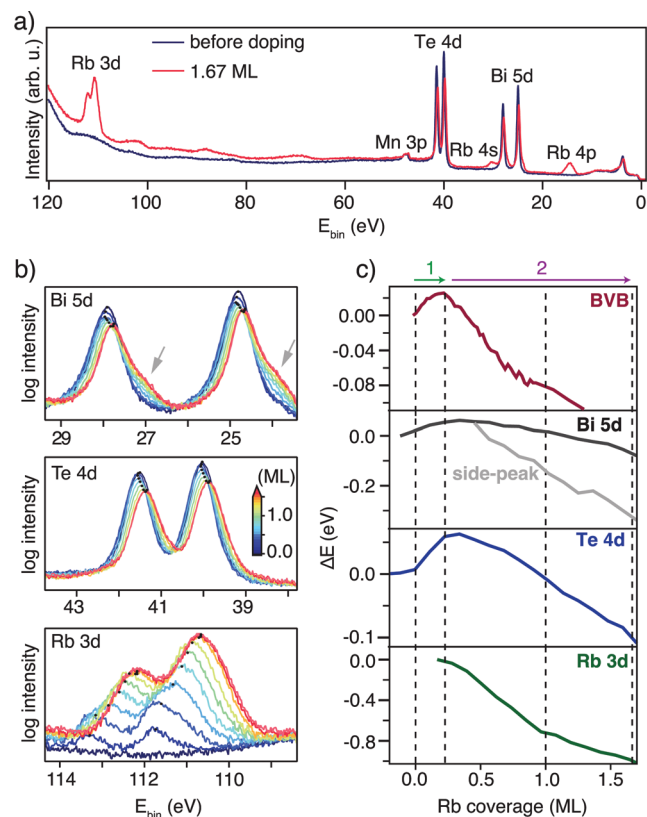 a)
Intensity (arb. u.)
Rb 3d
before doping
1.67 ML
Te 4d
Bi 5d
Mn 3p
Rb 4s
Rb 4p
120 100 80 60 40 20 0
E_bin (eV)
b)
Bi 5d
log intensity
29 27 25
Te 4d
(ML)
1.0
0.0
log intensity
43 41 39
Rb 3d
log intensity
114 112 110
E_bin (eV)
c)
1 2
BVB
0.00
-0.04
-0.08
Bi 5d
0.0
side-peak
-0.2
ΔE (eV)
Te 4d
0.0
-0.1
Rb 3d
0.0
-0.4
-0.8
0.0 0.5 1.0 1.5
Rb coverage (ML)